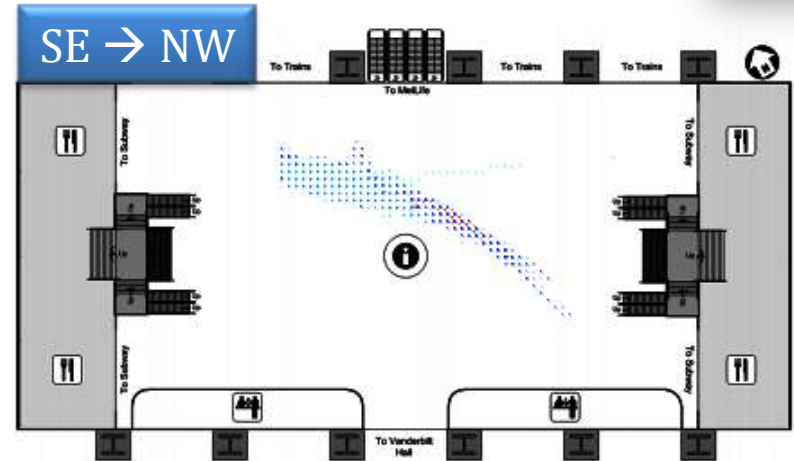 SE → NW
To Trains
To Trains
To Trains
To MetLife
To Subway
To Subway
Up
i
To Subway
To Subway
To Vanderbilt
Hall